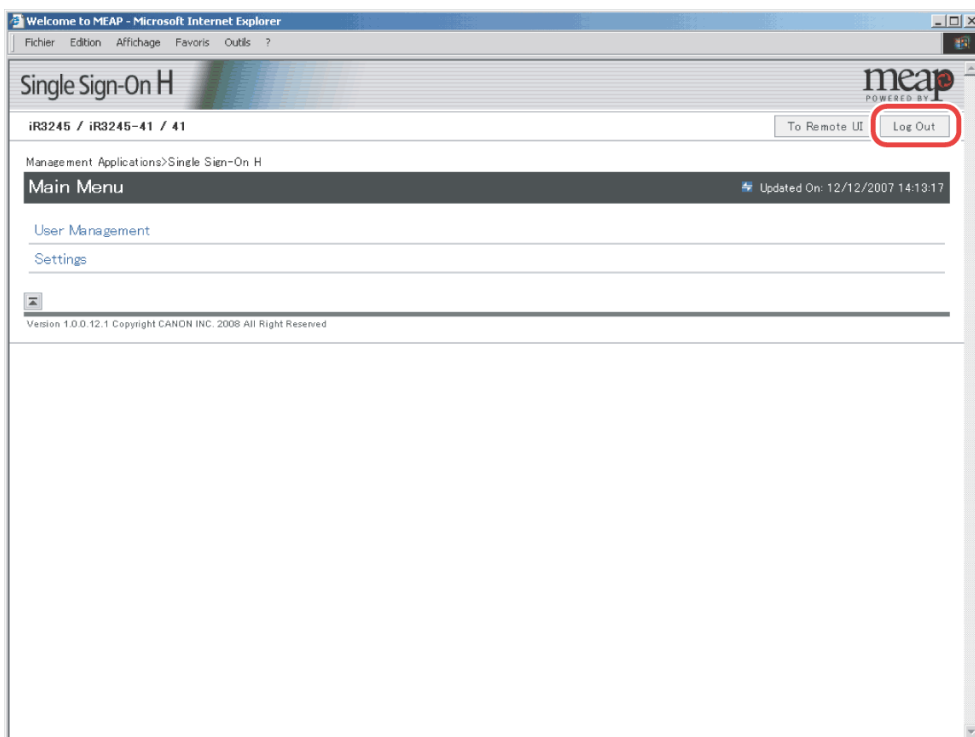 Welcome to MEAP - Microsoft Internet Explorer
Fichier Edition Affichage Favoris Outils ?
Single Sign-On H
meap
POWERED BY
iR3245 / iR3245-41 / 41
To Remote UI Log Out
Management Applications>Single Sign-On H
Main Menu Updated On: 12/12/2007 14:13:17
User Management
Settings
Version 1.0.0.12.1 Copyright CANON INC. 2008 All Right Reserved